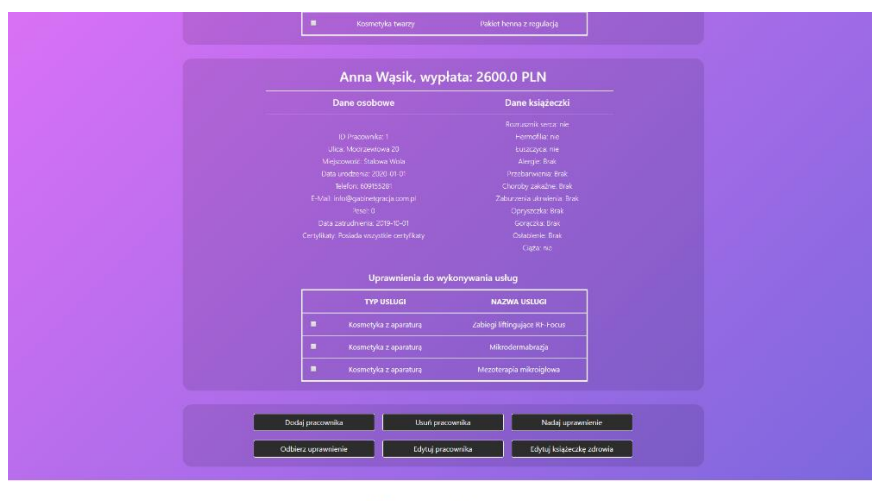 Kosmetyka twarzy Pakiet henna z regulacją
Anna Wąsik, wypłata: 2600.0 PLN
Dane osobowe
ID Pracownika: 1
Ulica: Modrzewiowa 20
Miejscowość: Stalowa Wola
Data urodzenia: 2020-01-01
Telefon: 609155281
E-Mail: info@gabinetgracja.com.pl
Pesel: 0
Data zatrudnienia: 2019-10-01
Certyfikaty: Posiada wszystkie certyfikaty
Dane książeczki
Rozrusznik serca: nie
Hemofilia: nie
Łuszczyca: nie
Alergie: Brak
Przebarwienia: Brak
Choroby zakaźne: Brak
Zaburzenia ukrwienia: Brak
Opryszczka: Brak
Gorączka: Brak
Osłabienie: Brak
Ciąża: nie
Uprawnienia do wykonywania usług
TYP USŁUGI NAZWA USŁUGI
Kosmetyka z aparaturą Zabiegi liftingujące RF-Focus
Kosmetyka z aparaturą Mikrodermabrazja
Kosmetyka z aparaturą Mezoterapia mikroigłowa
Dodaj pracownika Usuń pracownika Nadaj uprawnienie
Odbierz uprawnienie Edytuj pracownika Edytuj książeczkę zdrowia